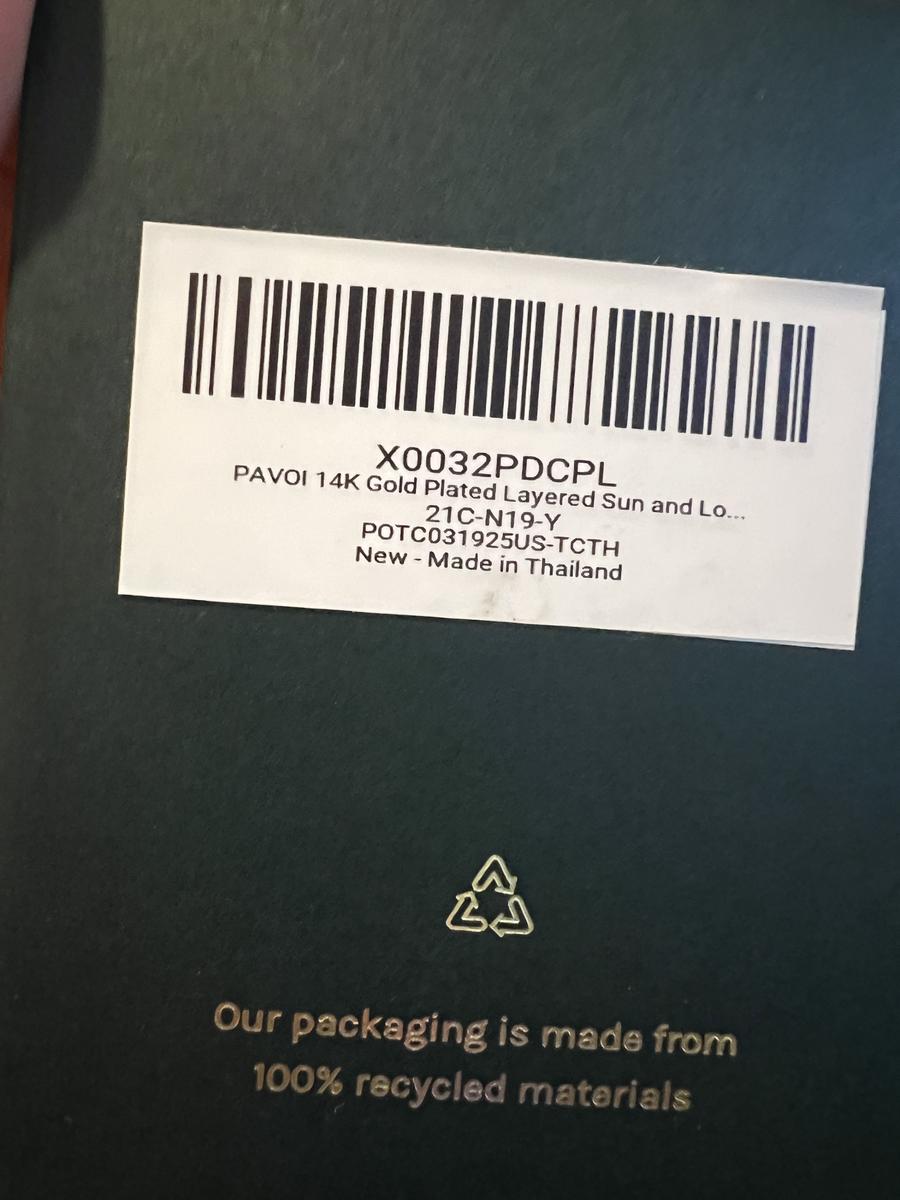 X0032PDCPL
PAVOI 14K Gold Plated Layered Sun and Lo...
21C-N19-Y
POTC031925US-TCTH
New - Made in Thailand
Our packaging is made from
100% recycled materials